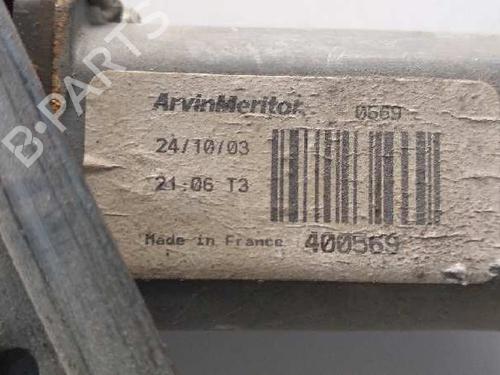 B-PARTS
ArvinMeritor 0569
24/10/03
21:06 T3
Made in France 400569